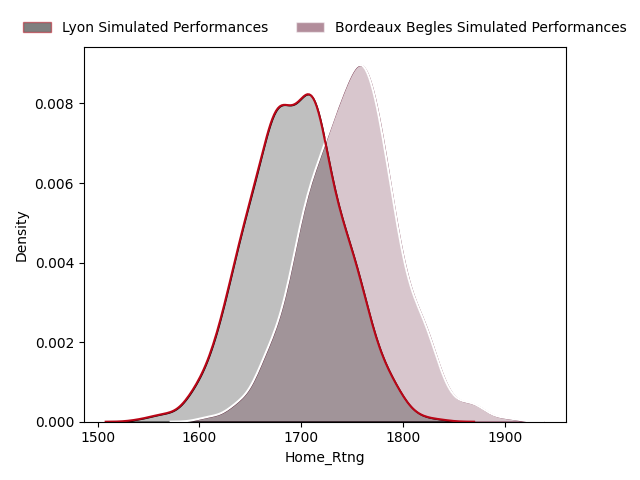 Lyon Simulated Performances Bordeaux Begles Simulated Performances
0.008
0.006
0.004
0.002
0.000
Density
1500 1600 1700 1800 1900
Home_Rtng